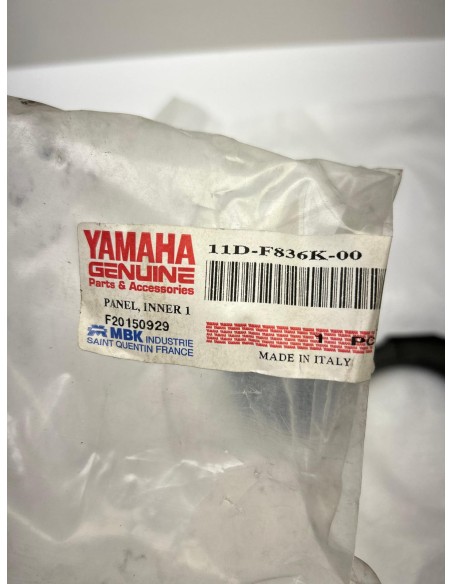 YAMAHA
GENUINE
Parts & Accessories
PANEL, INNER 1
F20150929
MBK INDUSTRIE
SAINT QUENTIN FRANCE
11D-F836K-00
1 PC
MADE IN ITALY